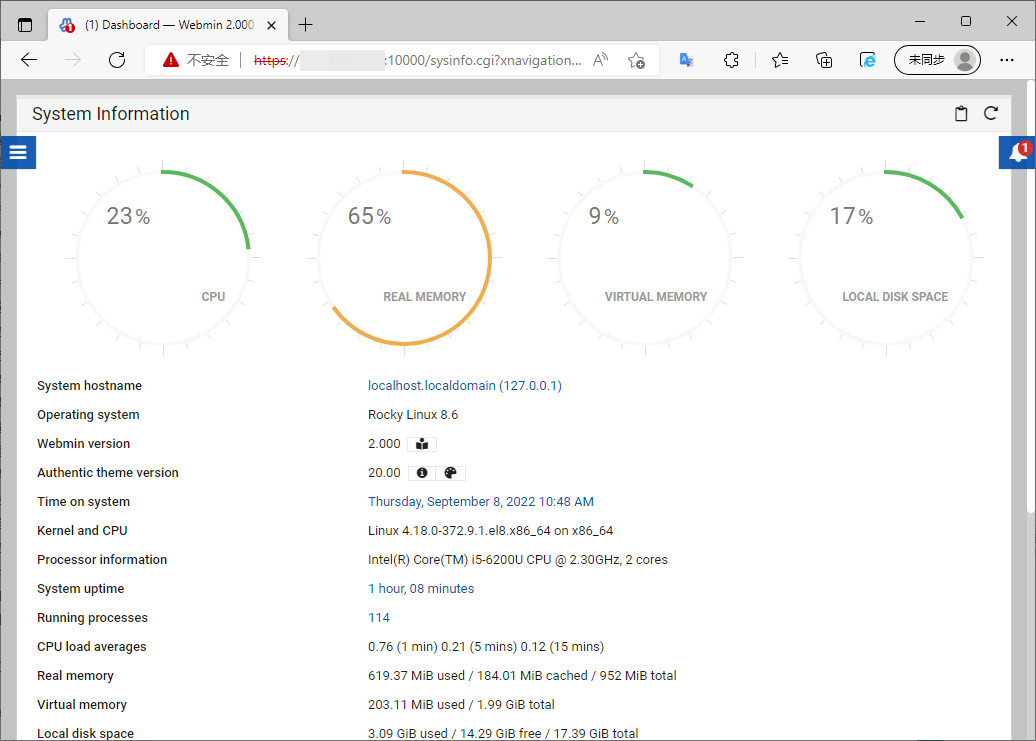 (1) Dashboard — Webmin 2.000
不安全
https://
:10000/sysinfo.cgi?xnavigation...
未同步
System Information
1
23%
CPU
65%
REAL MEMORY
9%
VIRTUAL MEMORY
17%
LOCAL DISK SPACE
System hostname localhost.localdomain (127.0.0.1)
Operating system Rocky Linux 8.6
Webmin version 2.000
Authentic theme version 20.00
Time on system Thursday, September 8, 2022 10:48 AM
Kernel and CPU Linux 4.18.0-372.9.1.el8.x86_64 on x86_64
Processor information Intel(R) Core(TM) i5-6200U CPU @ 2.30GHz, 2 cores
System uptime 1 hour, 08 minutes
Running processes 114
CPU load averages 0.76 (1 min) 0.21 (5 mins) 0.12 (15 mins)
Real memory 619.37 MiB used / 184.01 MiB cached / 952 MiB total
Virtual memory 203.11 MiB used / 1.99 GiB total
Local disk space 3.09 GiB used / 14.29 GiB free / 17.39 GiB total